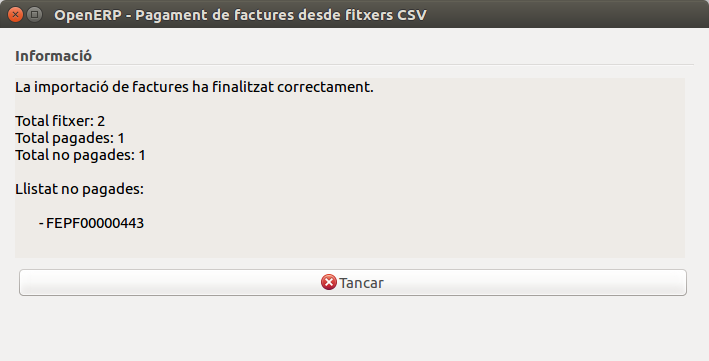 OpenERP - Pagament de factures desde fitxers CSV
Informació
La importació de factures ha finalitzat correctament.
Total fitxer: 2
Total pagades: 1
Total no pagades: 1
Llistat no pagades:
- FEPF00000443
Tancar